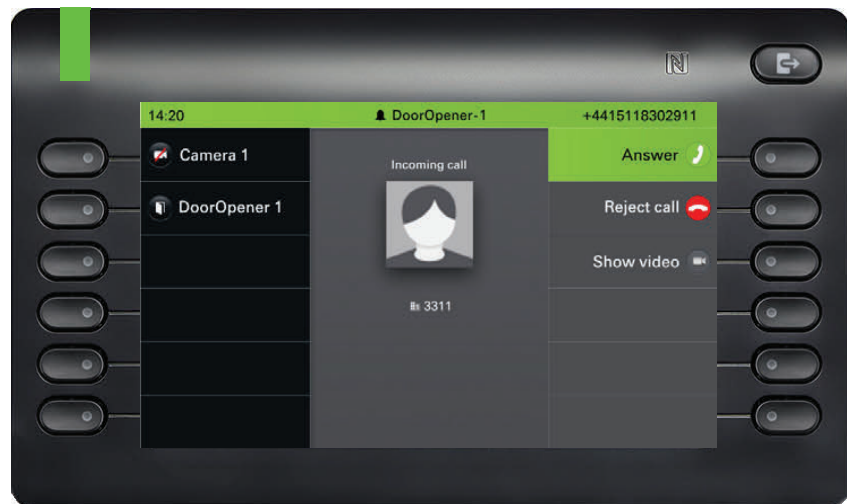 14:20 DoorOpener-1 +4415118302911
Camera 1
DoorOpener 1
Incoming call
3311
Answer
Reject call
Show video